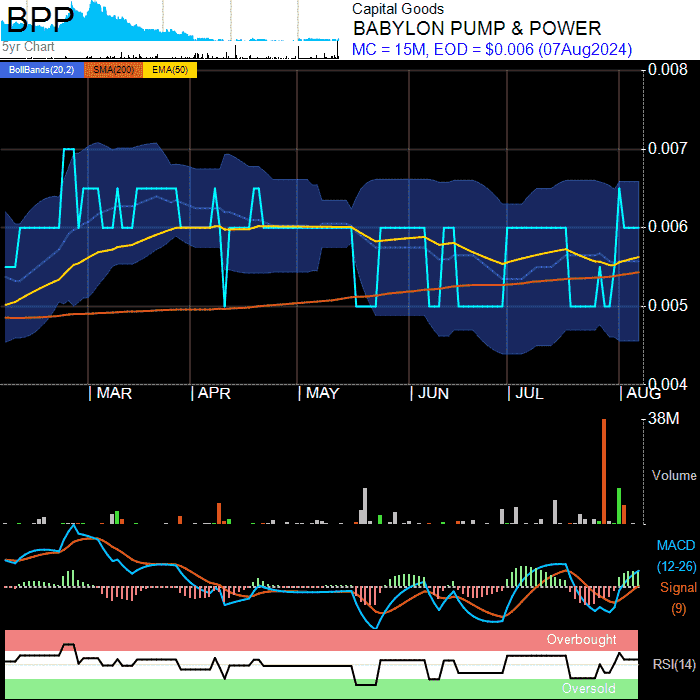 BPP
5yr Chart
Capital Goods
BABYLON PUMP & POWER
MC = 15M, EOD = $0.006 (07Aug2024)
BollBands(20,2) SMA(200) EMA(50)
0.008
0.007
0.006
0.005
0.004
MAR APR MAY JUN JUL AUG
38M
Volume
MACD
(12-26)
Signal
(9)
Overbought
RSI(14)
Oversold